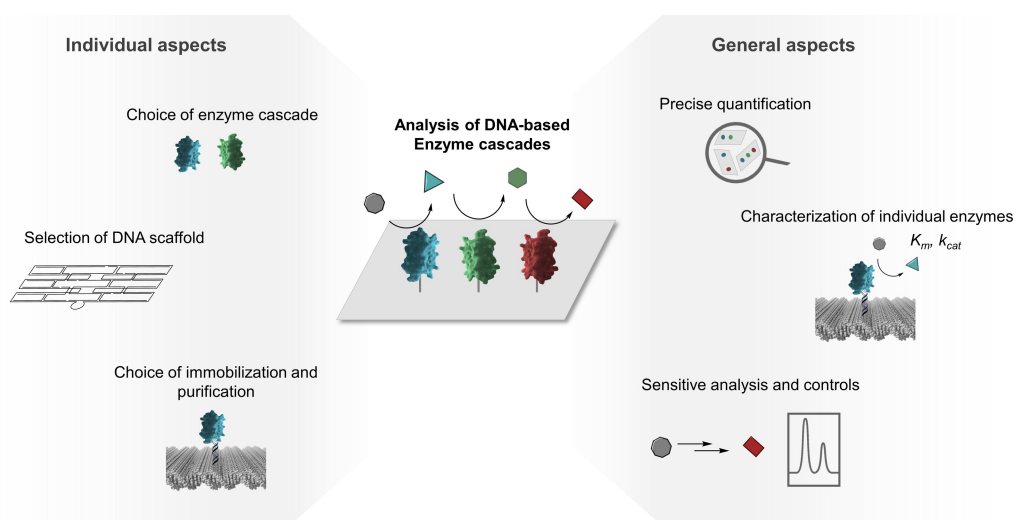 Individual aspects
Choice of enzyme cascade
Selection of DNA scaffold
Choice of immobilization and
purification
Analysis of DNA-based
Enzyme cascades
General aspects
Precise quantification
Characterization of individual enzymes
Km, kcat
Sensitive analysis and controls